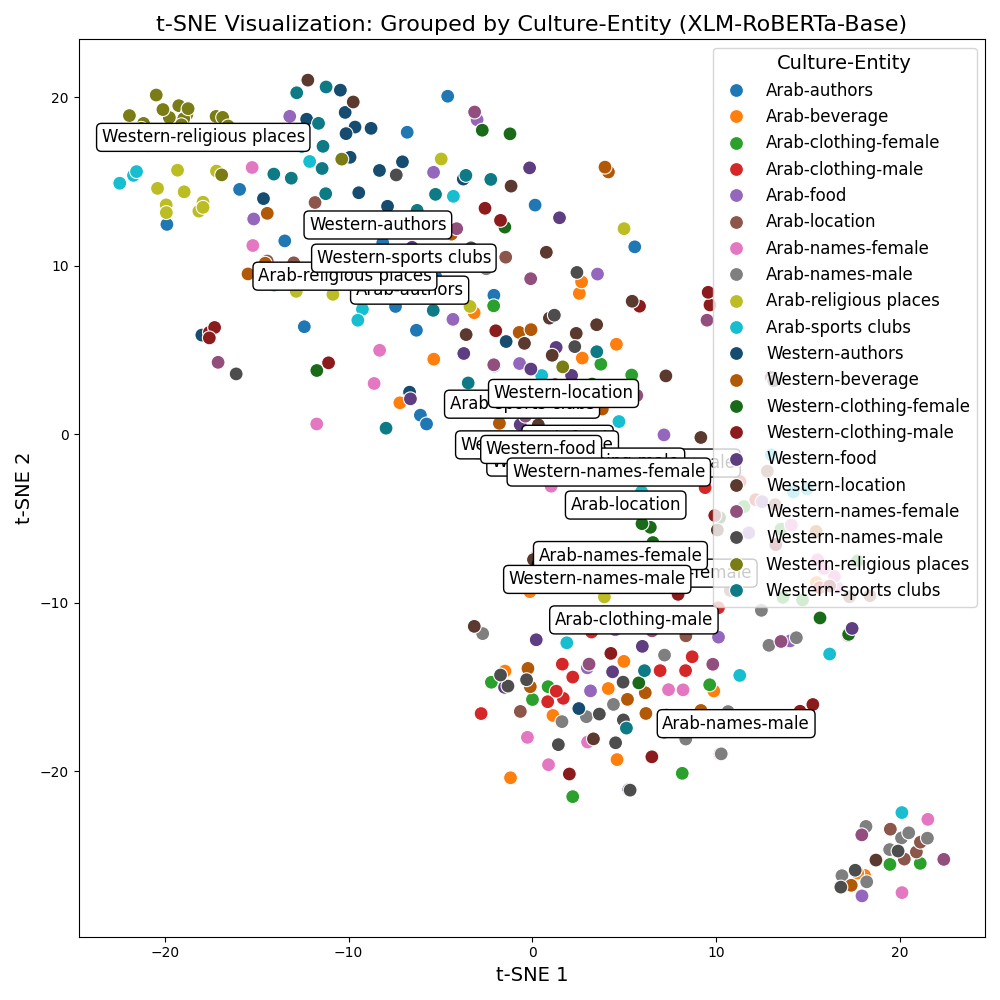 t-SNE Visualization: Grouped by Culture-Entity (XLM-RoBERTa-Base)
Culture-Entity
Arab-authors
Arab-beverage
Arab-clothing-female
Arab-clothing-male
Arab-food
Arab-location
Arab-names-female
Arab-names-male
Arab-religious places
Arab-sports clubs
Western-authors
Western-beverage
Western-clothing-female
Western-clothing-male
Western-food
Western-location
Western-names-female
Western-names-male
Western-religious places
Western-sports clubs
Western-religious places
Western-authors
Western-sports clubs
Arab-religious places
Arab-authors
Western-location
Arab-sports clubs
Western-food
Western-names-female
Arab-location
Arab-names-female
Western-names-male
Arab-clothing-male
Arab-names-male
20
10
0
−10
−20
t-SNE 2
−20
−10
0
10
20
t-SNE 1